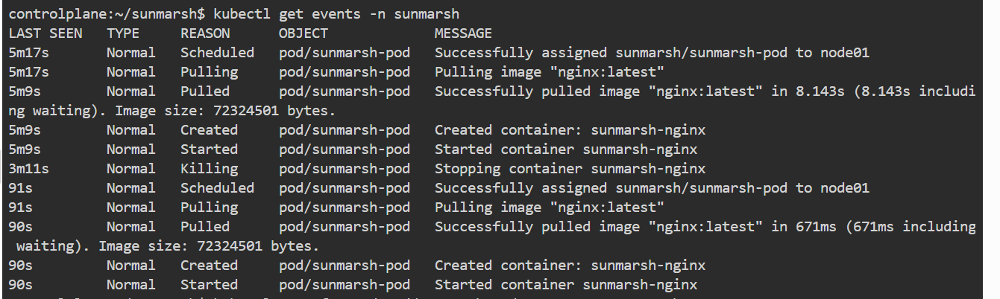 controlplane:~/sunmarsh$ kubectl get events -n sunmarsh
LAST SEEN   TYPE     REASON      OBJECT             MESSAGE
5m17s       Normal   Scheduled   pod/sunmarsh-pod   Successfully assigned sunmarsh/sunmarsh-pod to node01
5m17s       Normal   Pulling     pod/sunmarsh-pod   Pulling image "nginx:latest"
5m9s        Normal   Pulled      pod/sunmarsh-pod   Successfully pulled image "nginx:latest" in 8.143s (8.143s includi
ng waiting). Image size: 72324501 bytes.
5m9s        Normal   Created     pod/sunmarsh-pod   Created container: sunmarsh-nginx
5m9s        Normal   Started     pod/sunmarsh-pod   Started container sunmarsh-nginx
3m11s       Normal   Killing     pod/sunmarsh-pod   Stopping container sunmarsh-nginx
91s         Normal   Scheduled   pod/sunmarsh-pod   Successfully assigned sunmarsh/sunmarsh-pod to node01
91s         Normal   Pulling     pod/sunmarsh-pod   Pulling image "nginx:latest"
90s         Normal   Pulled      pod/sunmarsh-pod   Successfully pulled image "nginx:latest" in 671ms (671ms including
 waiting). Image size: 72324501 bytes.
90s         Normal   Created     pod/sunmarsh-pod   Created container: sunmarsh-nginx
90s         Normal   Started     pod/sunmarsh-pod   Started container sunmarsh-nginx